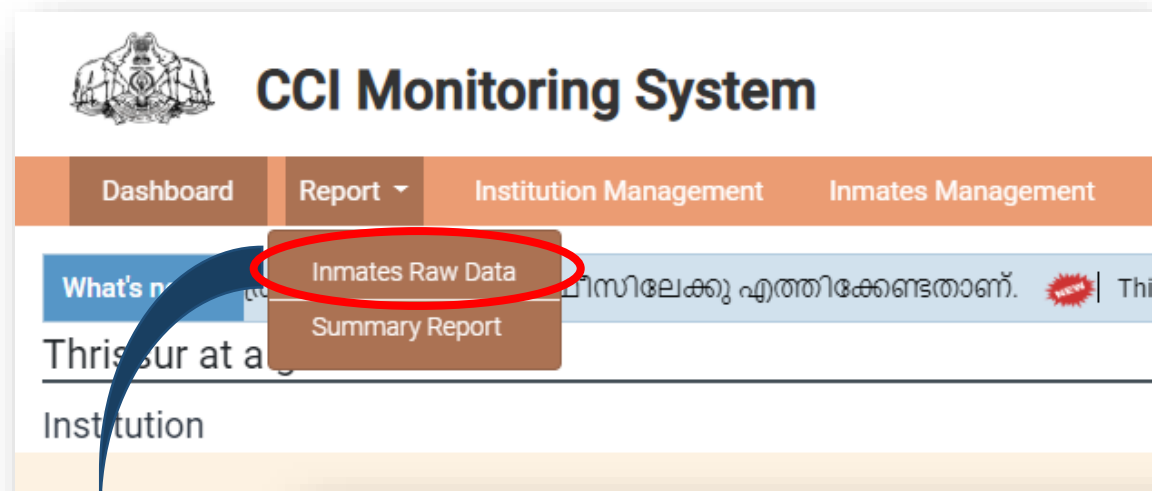 CCI Monitoring System
Dashboard Report Institution Management Inmates Management
Inmates Raw Data
Summary Report
What's എത്തിക്കേണ്ടതാണ്. NEW
Thrissur at a
Institution